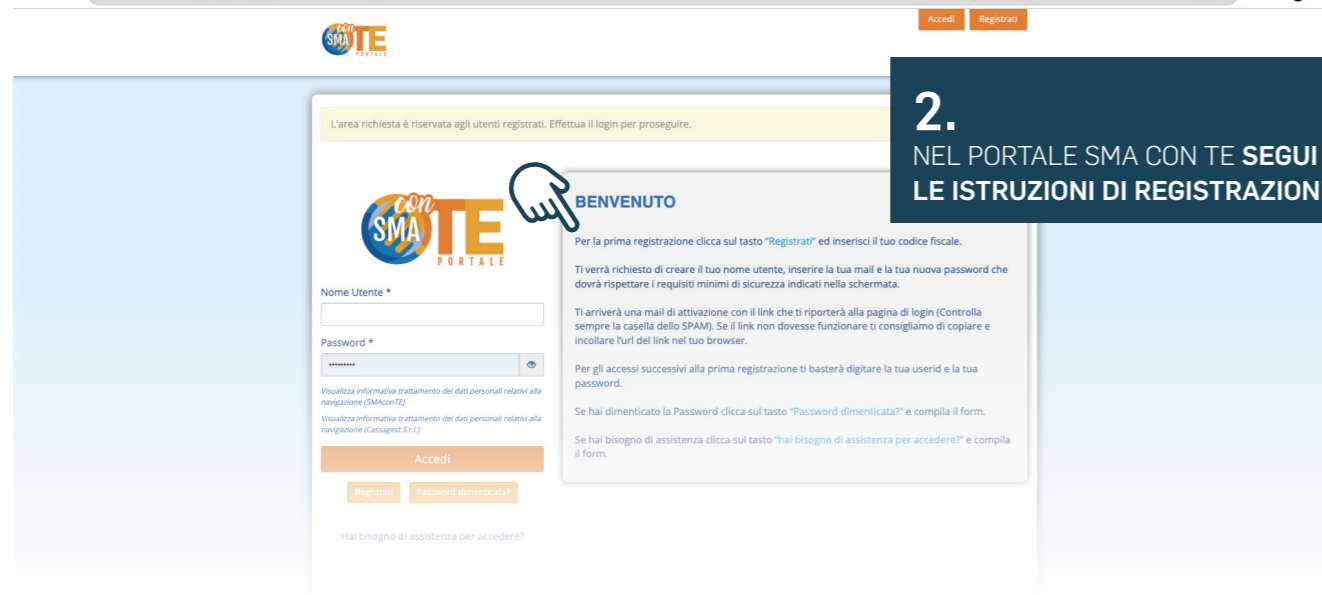 con
SMA TE
PORTALE
Accedi
Registrati
2.
NEL PORTALE SMA CON TE SEGUI
LE ISTRUZIONI DI REGISTRAZION
L'area richiesta è riservata agli utenti registrati. Effettua il login per proseguire.
con
SMA TE
PORTALE
Nome Utente *
Password *
Visualizza informativa trattamento dei dati personali relativi alla
navigazione (SMAconTE)
Visualizza informativa trattamento dei dati personali relativi alla
navigazione (Cassagest S.r.l.)
Accedi
Registrati
Password dimenticata?
Hai bisogno di assistenza per accedere?
BENVENUTO
Per la prima registrazione clicca sul tasto "Registrati" ed inserisci il tuo codice fiscale.
Ti verrà richiesto di creare il tuo nome utente, inserire la tua mail e la tua nuova password che
dovrà rispettare i requisiti minimi di sicurezza indicati nella schermata.
Ti arriverà una mail di attivazione con il link che ti riporterà alla pagina di login (Controlla
sempre la casella dello SPAM). Se il link non dovesse funzionare ti consigliamo di copiare e
incollare l'url del link nel tuo browser.
Per gli accessi successivi alla prima registrazione ti basterà digitare la tua userid e la tua
password.
Se hai dimenticato la Password clicca sul tasto "Password dimenticata?" e compila il form.
Se hai bisogno di assistenza clicca sul tasto "hai bisogno di assistenza per accedere?" e compila
il form.